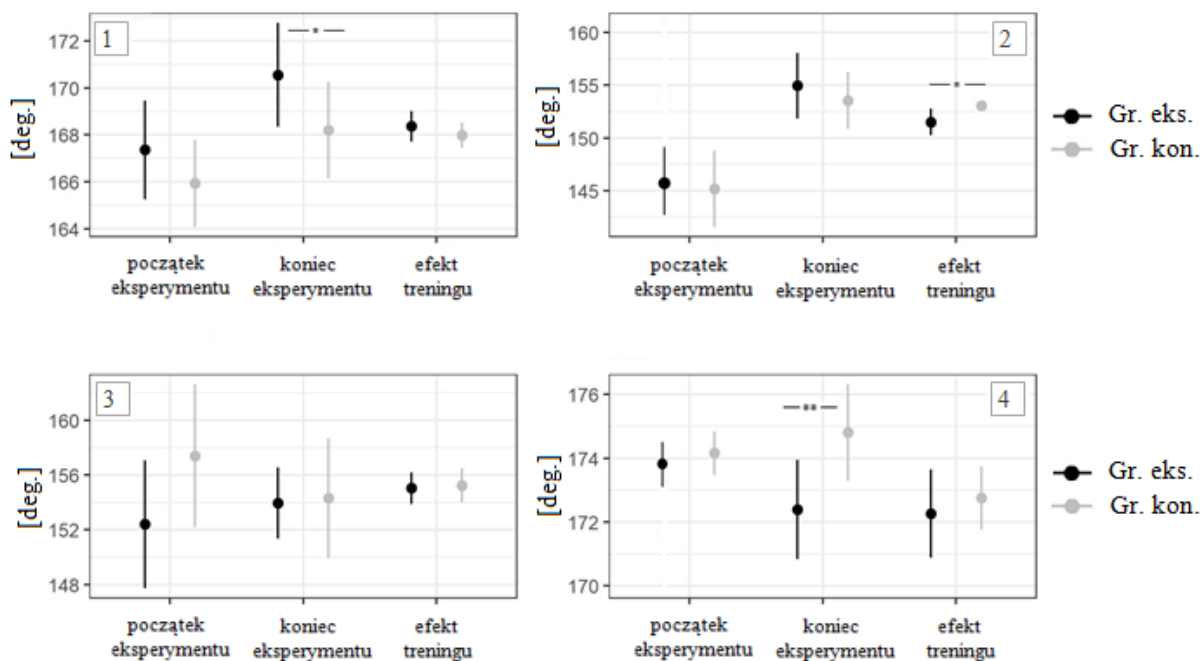 1
*
172
170
168
166
164
[deg.]
początek
eksperymentu
koniec
eksperymentu
efekt
treningu
2
*
160
155
150
145
[deg.]
początek
eksperymentu
koniec
eksperymentu
efekt
treningu
Gr. eks.
Gr. kon.
3
160
156
152
148
[deg.]
początek
eksperymentu
koniec
eksperymentu
efekt
treningu
4
**
176
174
172
170
[deg.]
początek
eksperymentu
koniec
eksperymentu
efekt
treningu
Gr. eks.
Gr. kon.